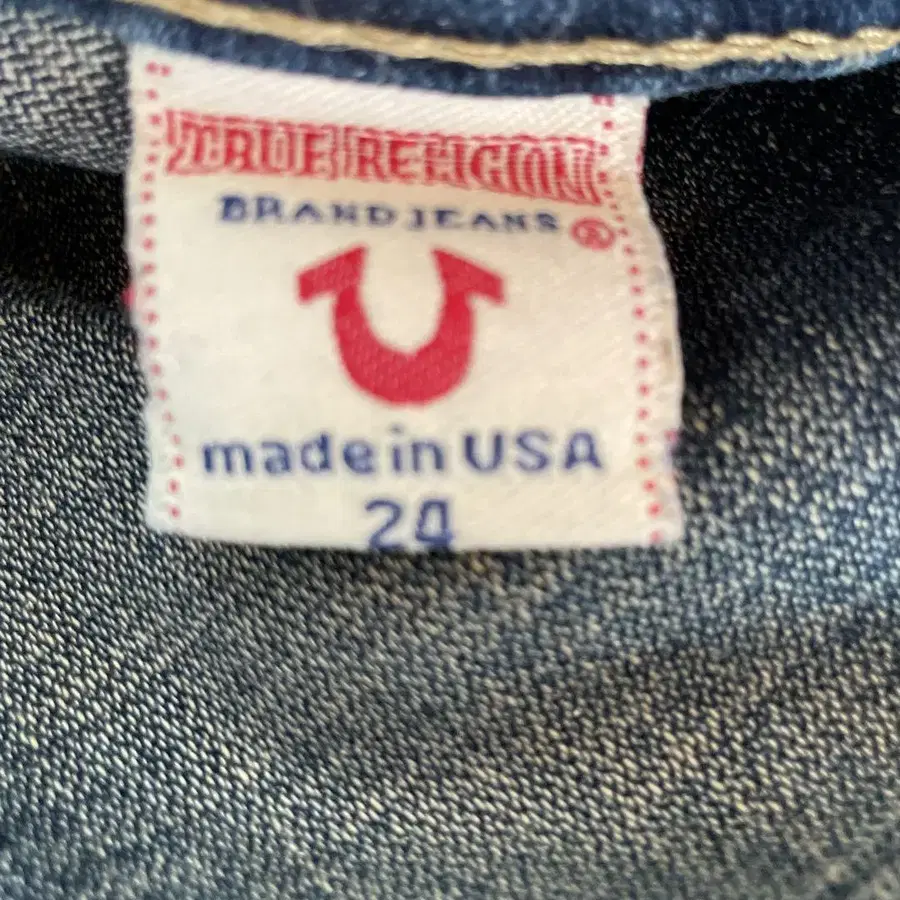 TRUE RELIGION
BRAND JEANS ®
made in USA
24